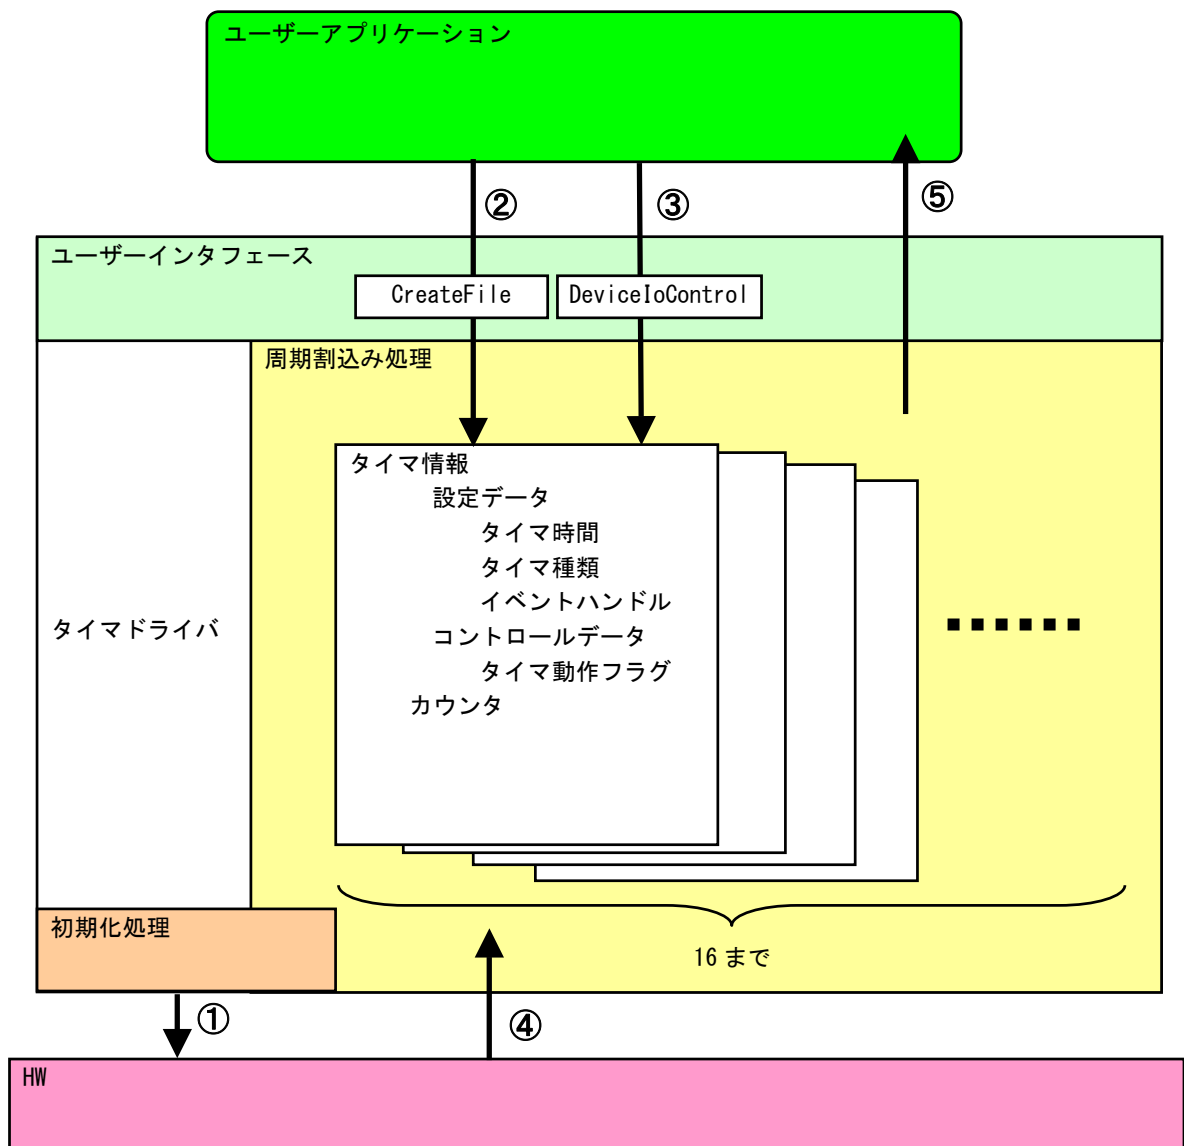 ユーザーアプリケーション
②
③
⑤
ユーザーインタフェース
CreateFile
DeviceIoControl
周期割込み処理
タイマ情報
設定データ
タイマ時間
タイマ種類
イベントハンドル
コントロールデータ
タイマ動作フラグ
カウンタ
タイマドライバ
初期化処理
16 まで
①
④
HW